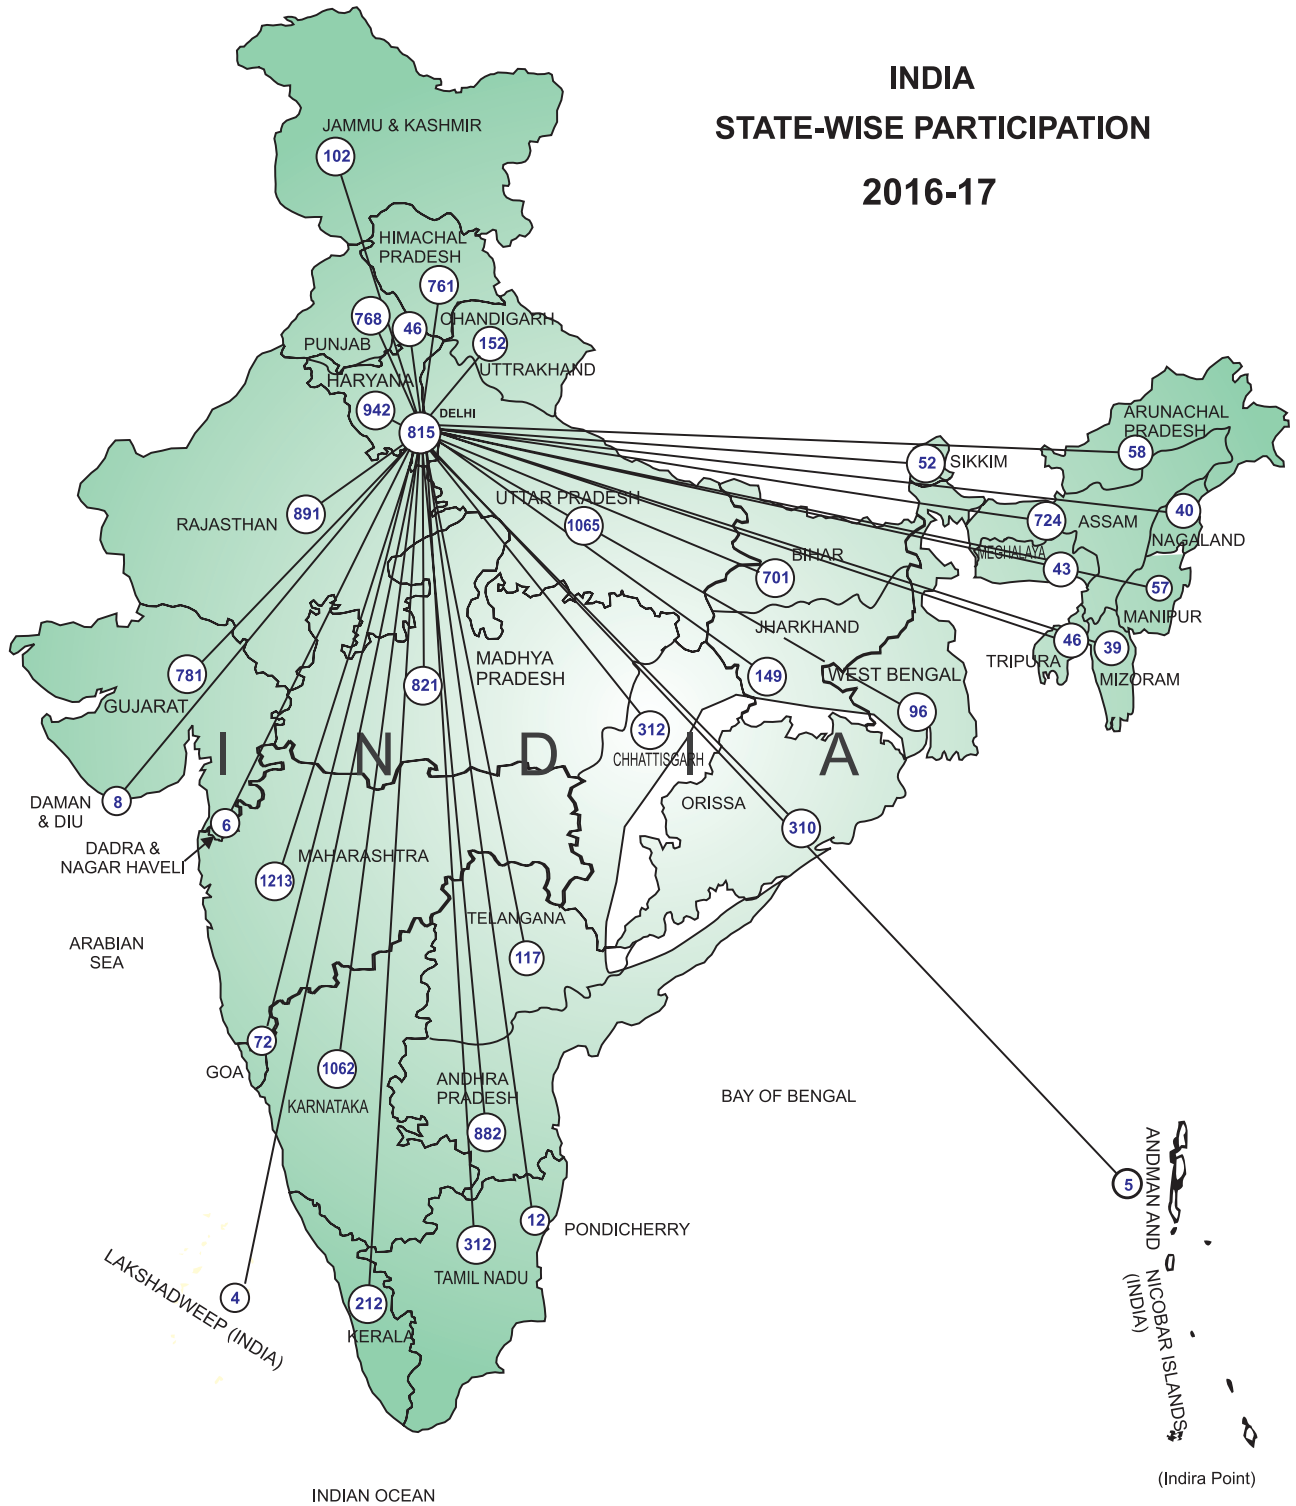 INDIA
STATE-WISE PARTICIPATION
2016-17
JAMMU & KASHMIR
102
HIMACHAL
PRADESH
761
768
46
CHANDIGARH
PUNJAB
152
UTTRAKHAND
HARYANA
942
DELHI
815
ARUNACHAL
PRADESH
58
52
SIKKIM
RAJASTHAN
891
UTTAR PRADESH
1065
724
ASSAM
40
NAGALAND
MEGHALAYA
43
BIHAR
701
57
MANIPUR
JHARKHAND
149
46
TRIPURA
39
MIZORAM
781
GUJARAT
821
MADHYA
PRADESH
WEST BENGAL
96
312
CHHATTISGARH
I N D I A
ORISSA
310
8
DAMAN
& DIU
6
DADRA &
NAGAR HAVELI
MAHARASHTRA
1213
TELANGANA
117
ARABIAN
SEA
72
GOA
1062
KARNATAKA
ANDHRA
PRADESH
882
BAY OF BENGAL
5
ANDMAN AND NICOBAR ISLANDS
(INDIA)
12
PONDICHERRY
312
TAMIL NADU
4
LAKSHADWEEP (INDIA)
212
KERALA
(Indira Point)
INDIAN OCEAN